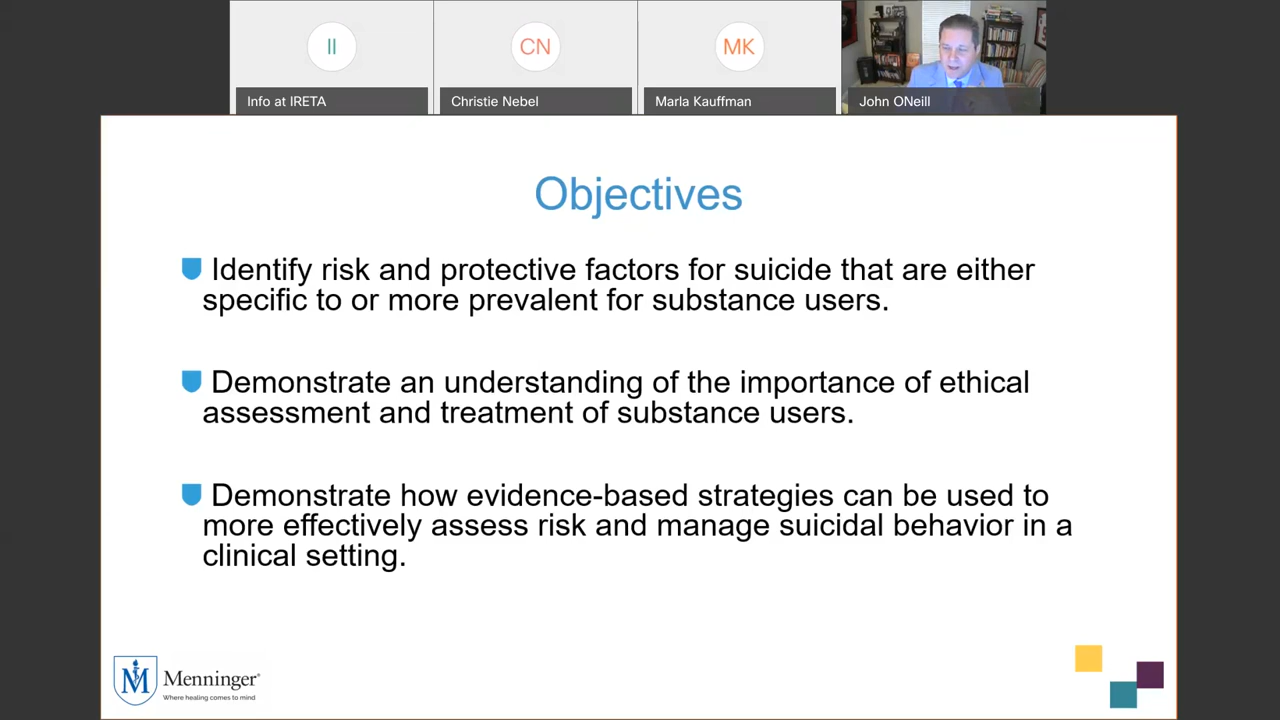 II
CN
MK
Info at IRETA
Christie Nebel
Marla Kauffman
John ONeill
Objectives
Identify risk and protective factors for suicide that are either
specific to or more prevalent for substance users.
Demonstrate an understanding of the importance of ethical
assessment and treatment of substance users.
Demonstrate how evidence-based strategies can be used to
more effectively assess risk and manage suicidal behavior in a
clinical setting.
M
Menninger®
Where healing comes to mind